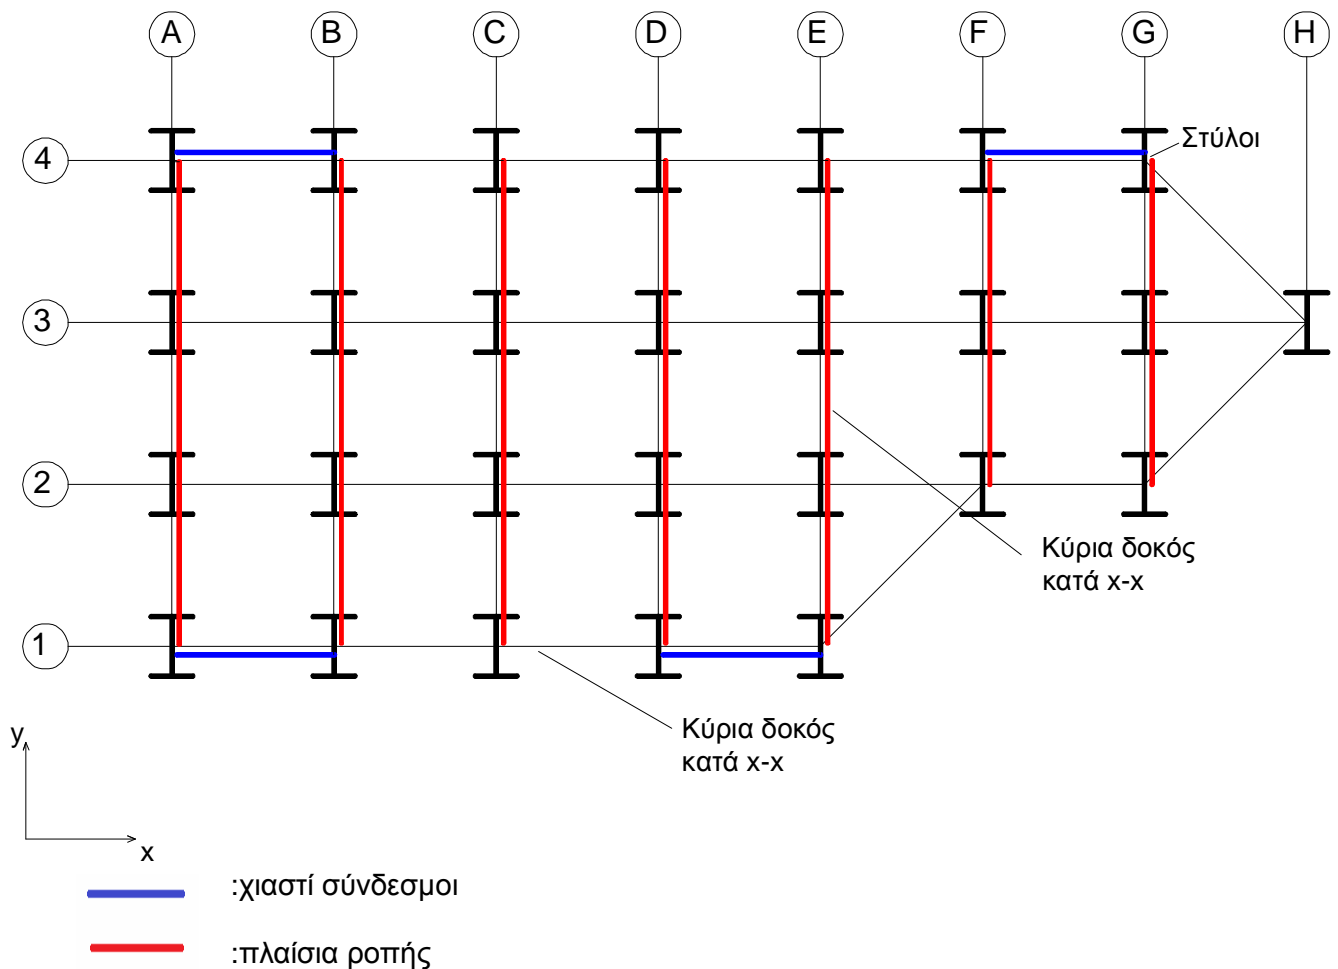 A B C D E F G H
4
Στύλοι
3
2
Κύρια δοκός
κατά x-x
1
Κύρια δοκός
κατά x-x
y
x
:χιαστί σύνδεσμοι
:πλαίσια ροπής